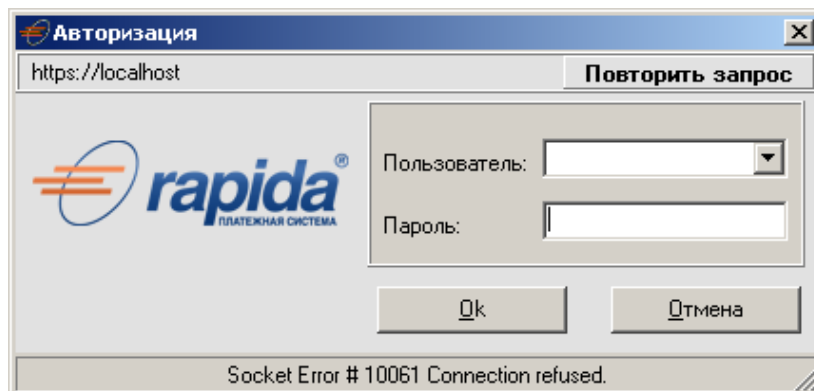 Авторизация
https://localhost
Повторить запрос
rapida®
ПЛАТЕЖНАЯ СИСТЕМА
Пользователь:
Пароль:
Ok
Отмена
Socket Error # 10061 Connection refused.